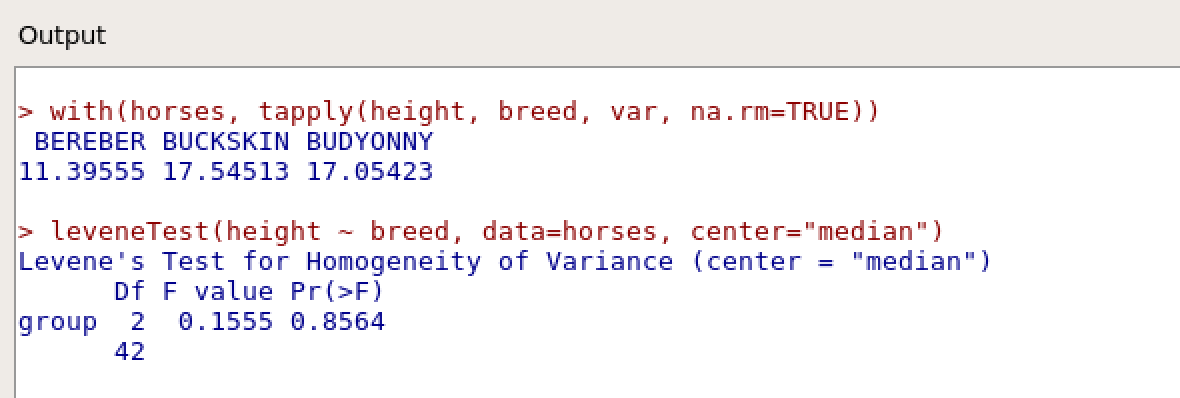 Output
> with(horses, tapply(height, breed, var, na.rm=TRUE))
 BEREBER BUCKSKIN BUDYONNY
11.39555 17.54513 17.05423
> leveneTest(height ~ breed, data=horses, center="median")
Levene's Test for Homogeneity of Variance (center = "median")
      Df F value Pr(>F)
group  2  0.1555 0.8564
      42